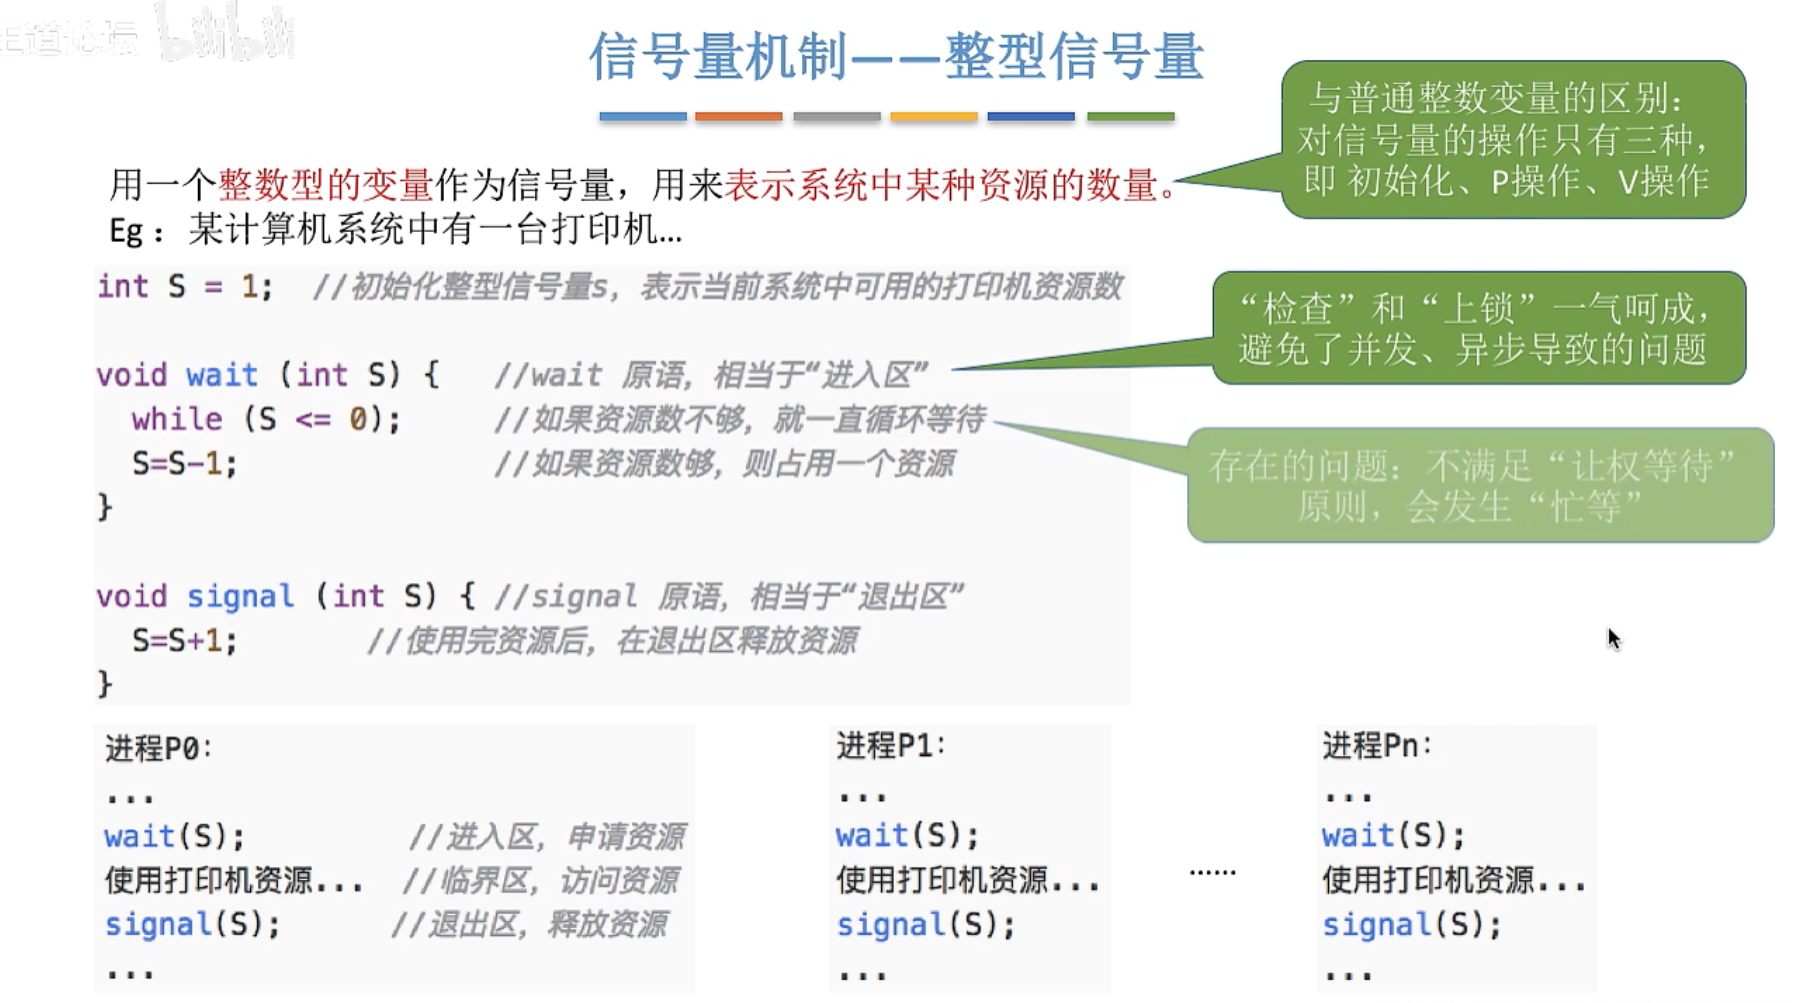 王道论坛 bilibili
信号量机制——整型信号量
与普通整数变量的区别：
对信号量的操作只有三种，
即 初始化、P操作、V操作
用一个整数型的变量作为信号量，用来表示系统中某种资源的数量。
Eg：某计算机系统中有一台打印机...
int S = 1; //初始化整型信号量s，表示当前系统中可用的打印机资源数
“检查”和“上锁”一气呵成，
避免了并发、异步导致的问题
void wait (int S) { //wait 原语，相当于“进入区”
while (S <= 0); //如果资源数不够，就一直循环等待
S=S-1; //如果资源数够，则占用一个资源
}
存在的问题：不满足“让权等待”
原则，会发生“忙等”
void signal (int S) { //signal 原语，相当于“退出区”
S=S+1; //使用完资源后，在退出区释放资源
}
进程P0：
...
wait(S); //进入区，申请资源
使用打印机资源... //临界区，访问资源
signal(S); //退出区，释放资源
...
进程P1：
...
wait(S);
使用打印机资源...
signal(S);
...
......
进程Pn：
...
wait(S);
使用打印机资源...
signal(S);
...